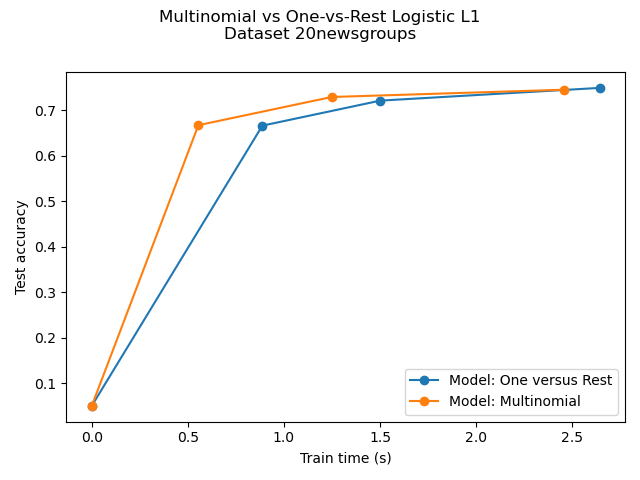 Multinomial vs One-vs-Rest Logistic L1
Dataset 20newsgroups
0.7
0.6
0.5
0.4
0.3
0.2
0.1
Test accuracy
Model: One versus Rest
Model: Multinomial
0.0 0.5 1.0 1.5 2.0 2.5
Train time (s)